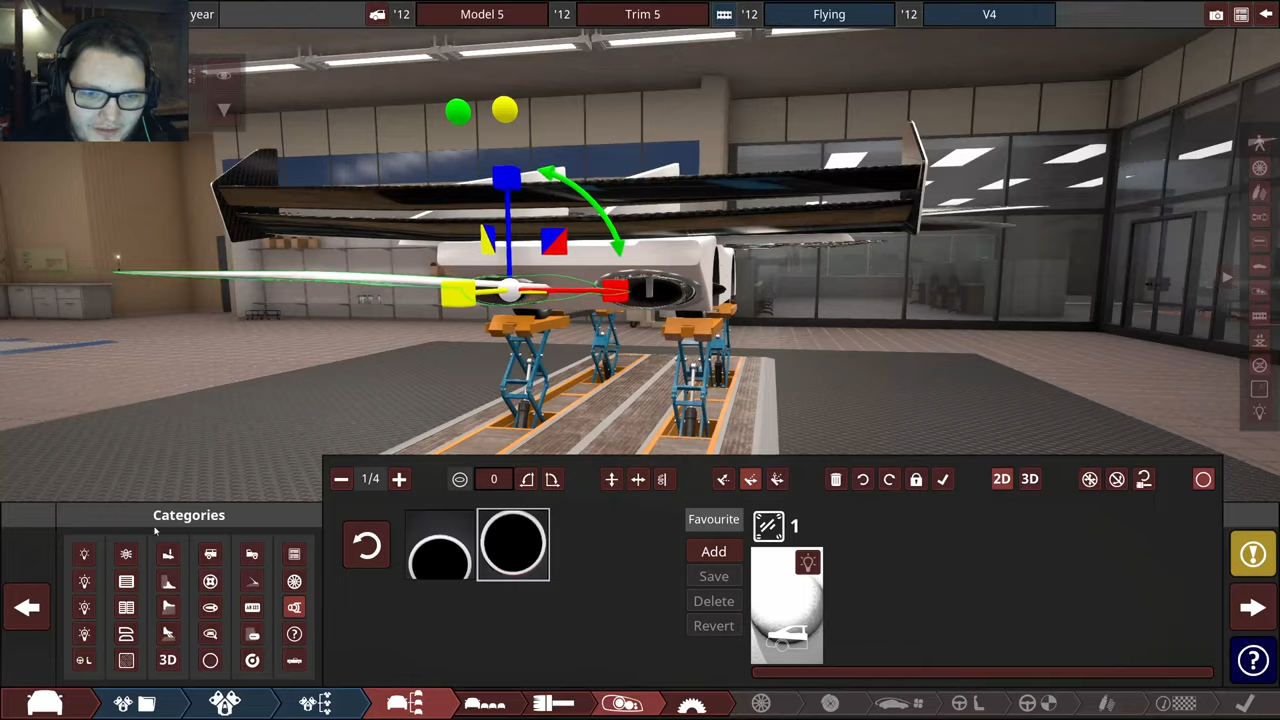 year
'12
Model 5
'12
Trim 5
'12
Flying
'12
V4
1/4
0
2D
3D
Categories
Favourite
1
Add
Save
Delete
Revert
3D
L
?